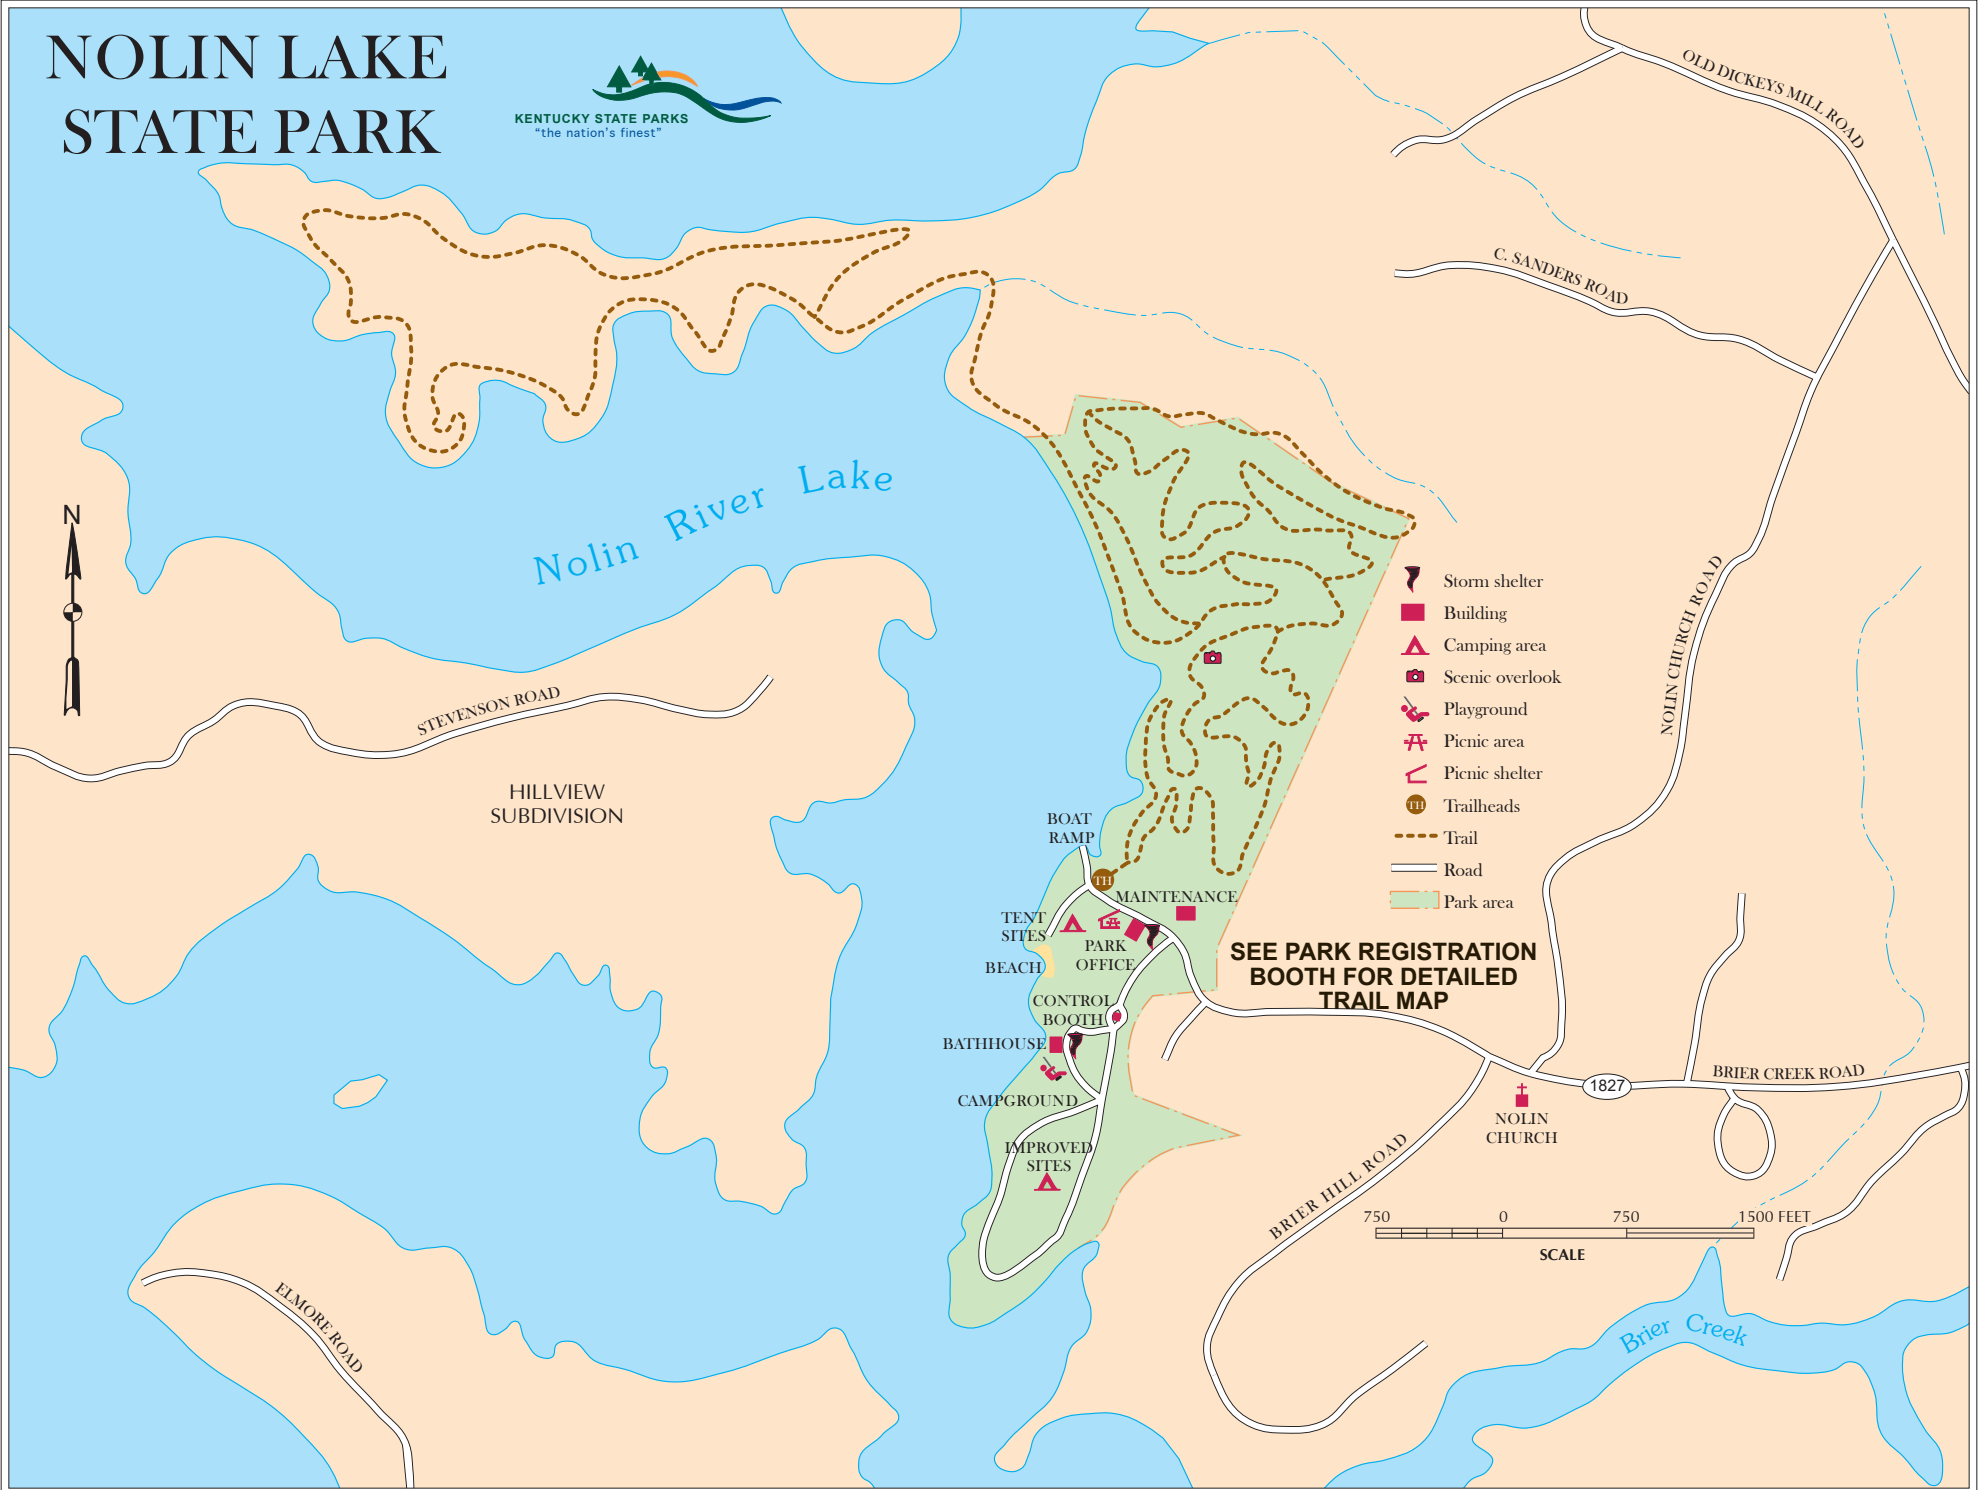 NOLIN LAKE
STATE PARK
KENTUCKY STATE PARKS
“the nation’s finest”
OLD DICKEYS MILL ROAD
C. SANDERS ROAD
Nolin River Lake
N
STEVENSON ROAD
HILLVIEW
SUBDIVISION
NOLIN CHURCH ROAD
Storm shelter
Building
Camping area
Scenic overlook
Playground
Picnic area
Picnic shelter
TH Trailheads
Trail
Road
Park area
BOAT
RAMP
TH
MAINTENANCE
TENT
SITES
PARK
OFFICE
BEACH
SEE PARK REGISTRATION
BOOTH FOR DETAILED
TRAIL MAP
CONTROL
BOOTH
BATHHOUSE
CAMPGROUND
IMPROVED
SITES
1827
BRIER CREEK ROAD
NOLIN
CHURCH
BRIER HILL ROAD
750 0 750 1500 FEET
SCALE
ELMORE ROAD
Brier Creek